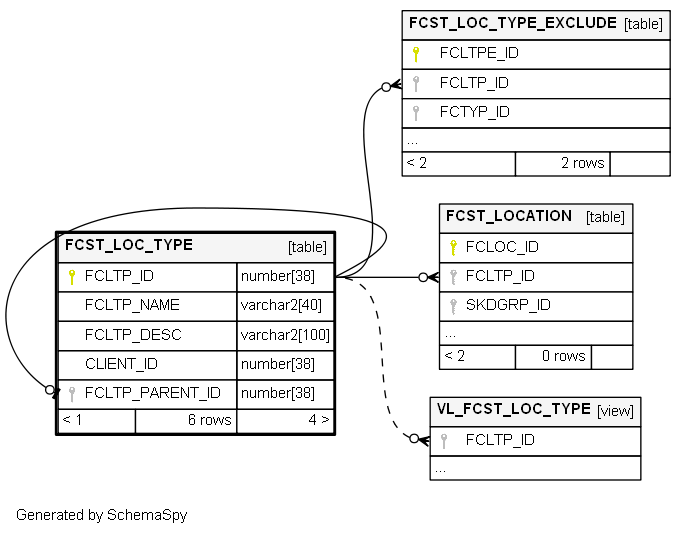 FCST_LOC_TYPE_EXCLUDE [table]
FCLTPE_ID
FCLTP_ID
FCTYP_ID
...
< 2 2 rows
FCST_LOCATION [table]
FCLOC_ID
FCLTP_ID
SKDGRP_ID
...
< 2 0 rows
FCST_LOC_TYPE [table]
FCLTP_ID number[38]
FCLTP_NAME varchar2[40]
FCLTP_DESC varchar2[100]
CLIENT_ID number[38]
FCLTP_PARENT_ID number[38]
< 1 6 rows 4 >
VL_FCST_LOC_TYPE [view]
FCLTP_ID
...
Generated by SchemaSpy